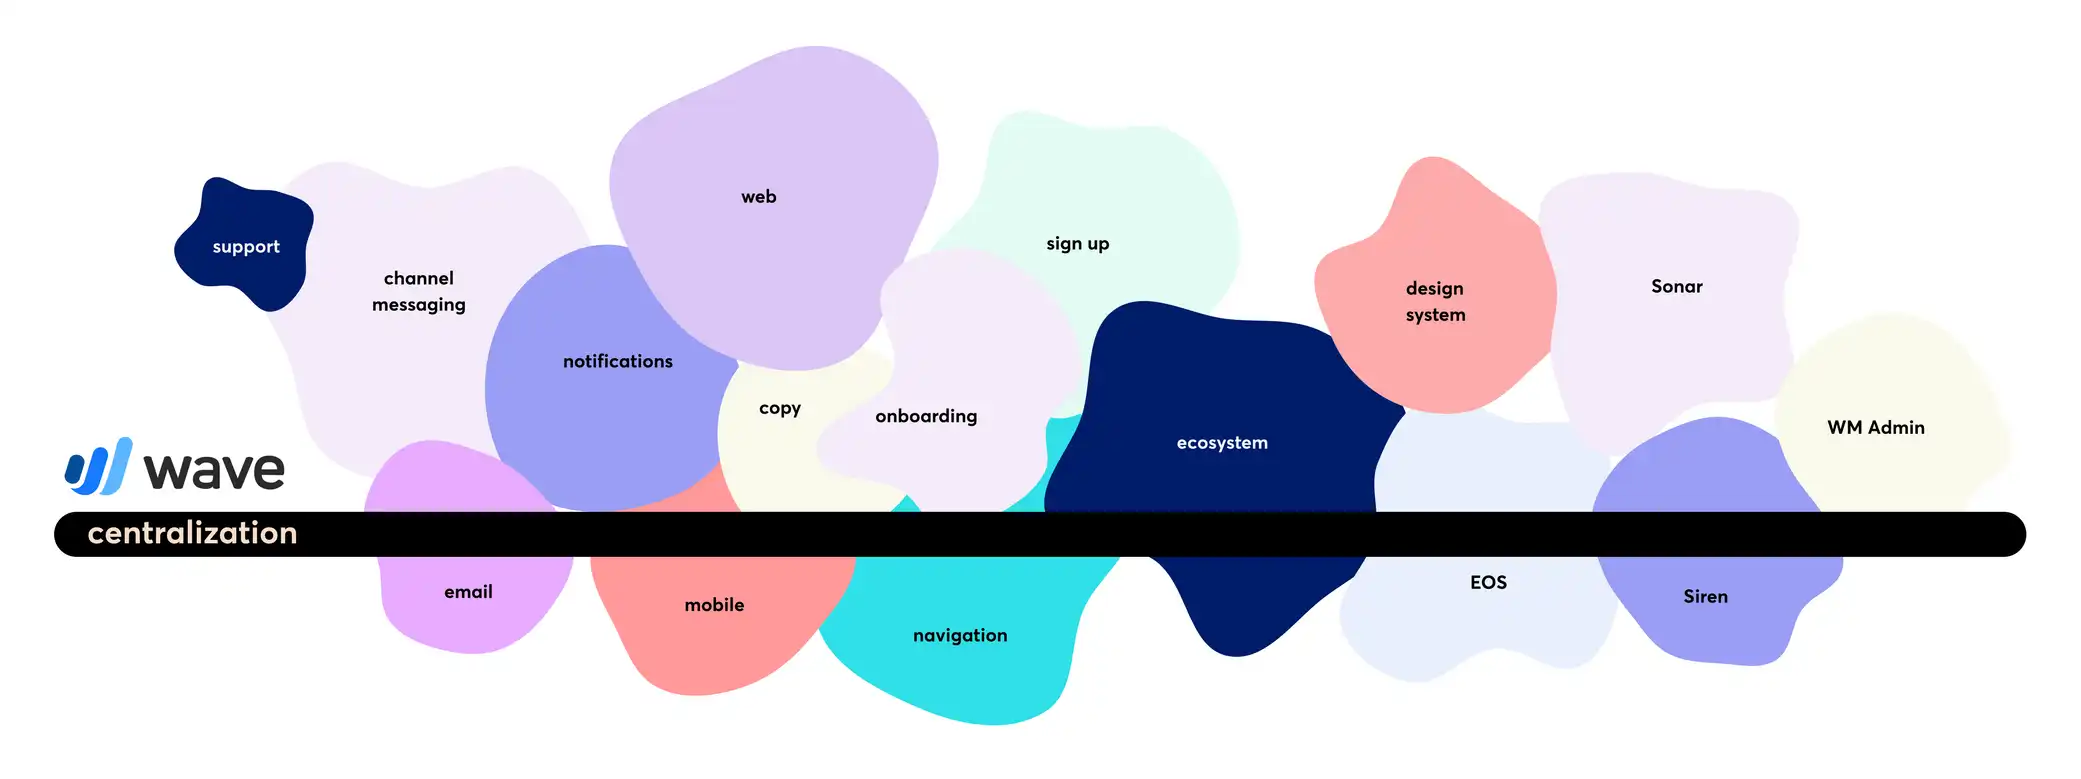 support
channel
messaging
notifications
web
copy
onboarding
sign up
ecosystem
design
system
Sonar
WM Admin
wave
centralization
email
mobile
navigation
EOS
Siren